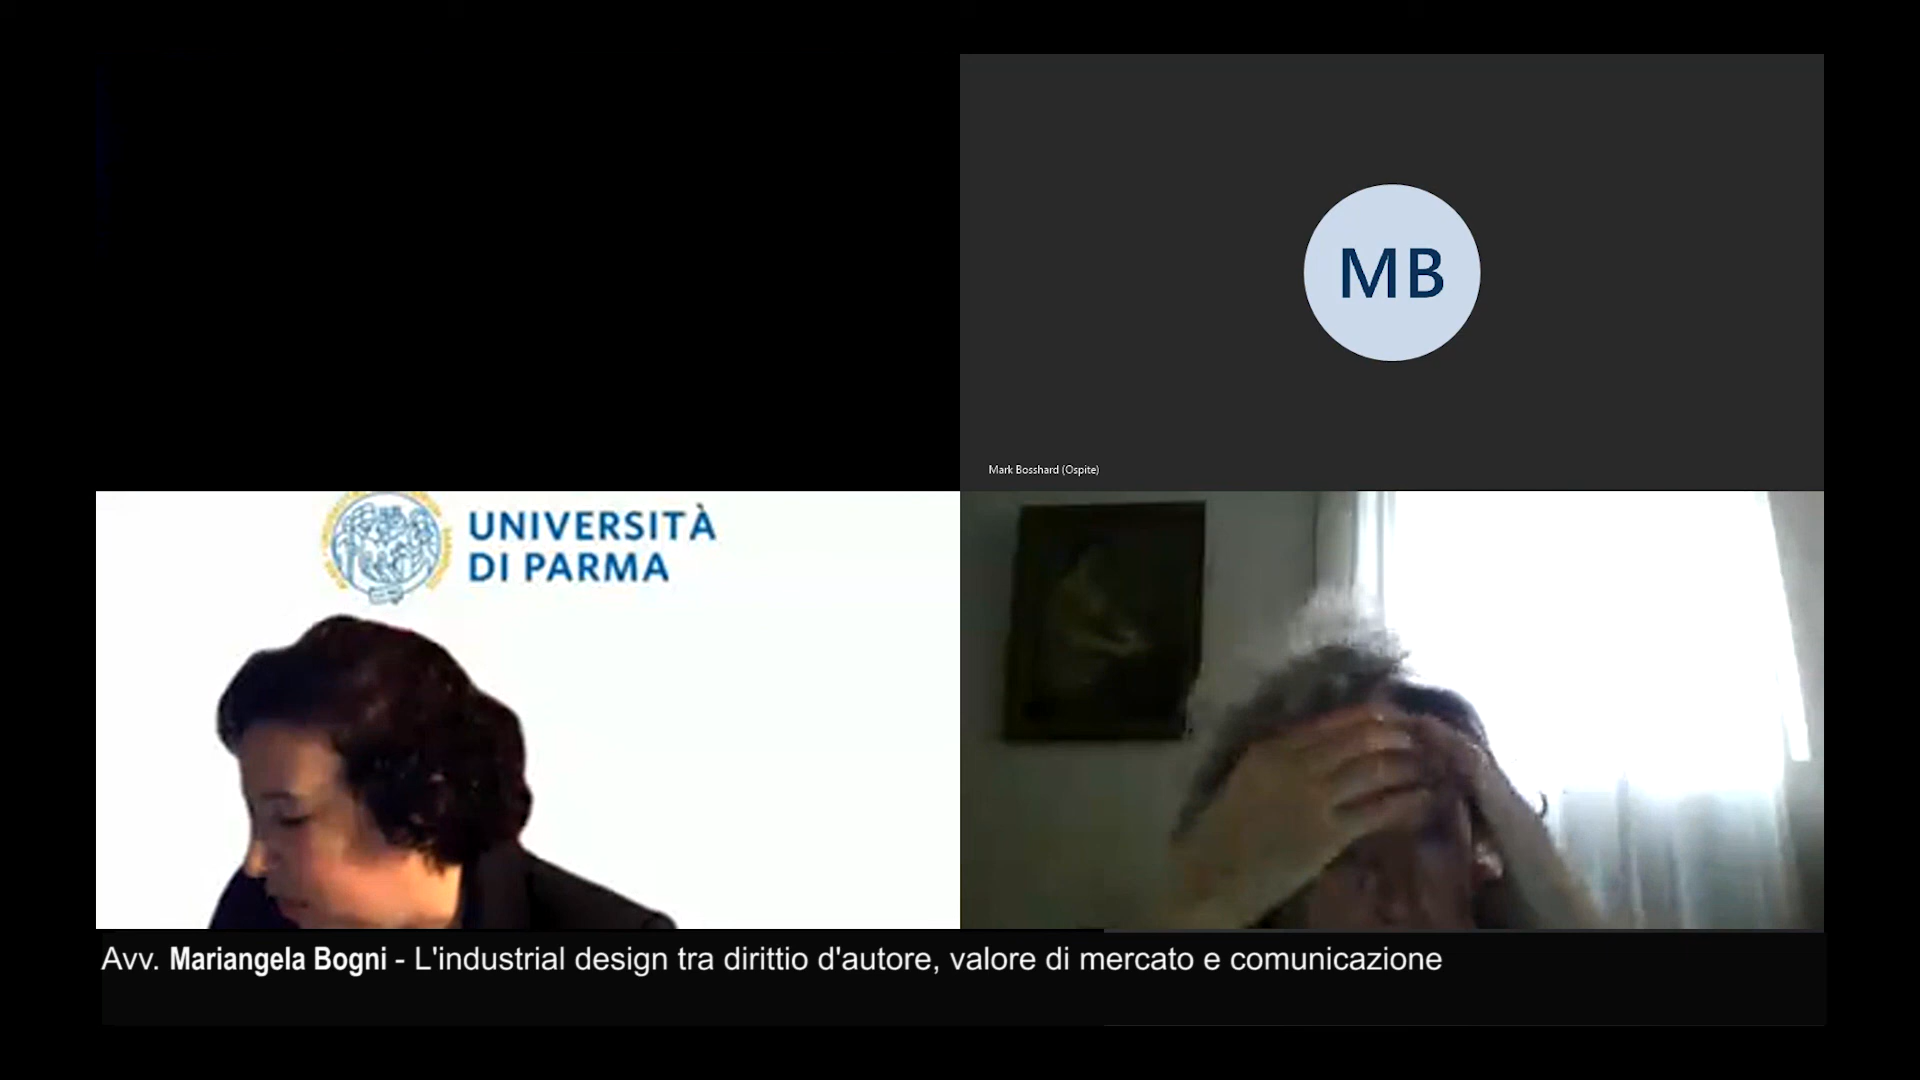 MB
Mark Bosshard (Ospite)
UNIVERSITÀ
DI PARMA
Avv. Mariangela Bogni - L'industrial design tra dirittio d'autore, valore di mercato e comunicazione